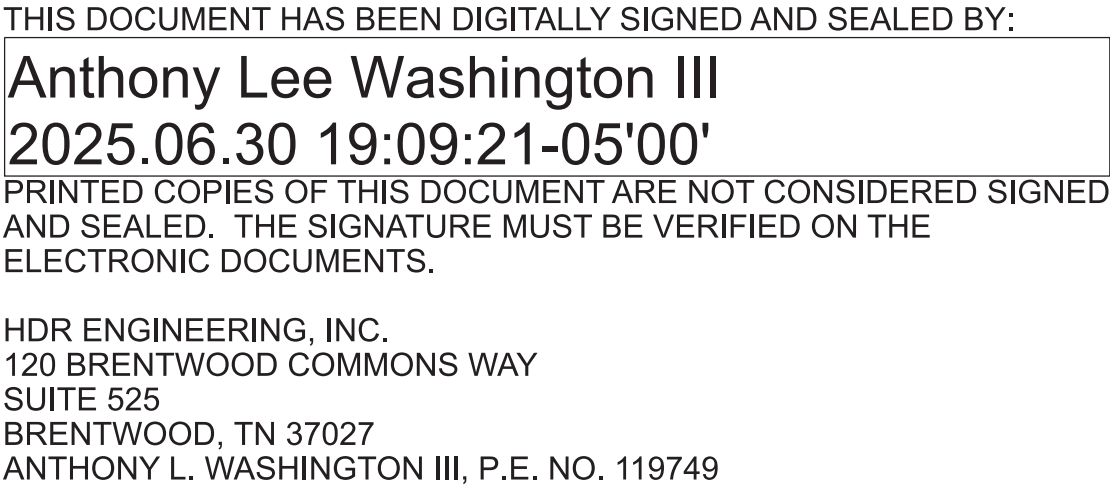 THIS DOCUMENT HAS BEEN DIGITALLY SIGNED AND SEALED BY:
Anthony Lee Washington III
2025.06.30 19:09:21-05'00'
PRINTED COPIES OF THIS DOCUMENT ARE NOT CONSIDERED SIGNED
AND SEALED.  THE SIGNATURE MUST BE VERIFIED ON THE
ELECTRONIC DOCUMENTS.
HDR ENGINEERING, INC.
120 BRENTWOOD COMMONS WAY
SUITE 525
BRENTWOOD, TN 37027
ANTHONY L. WASHINGTON III, P.E. NO. 119749